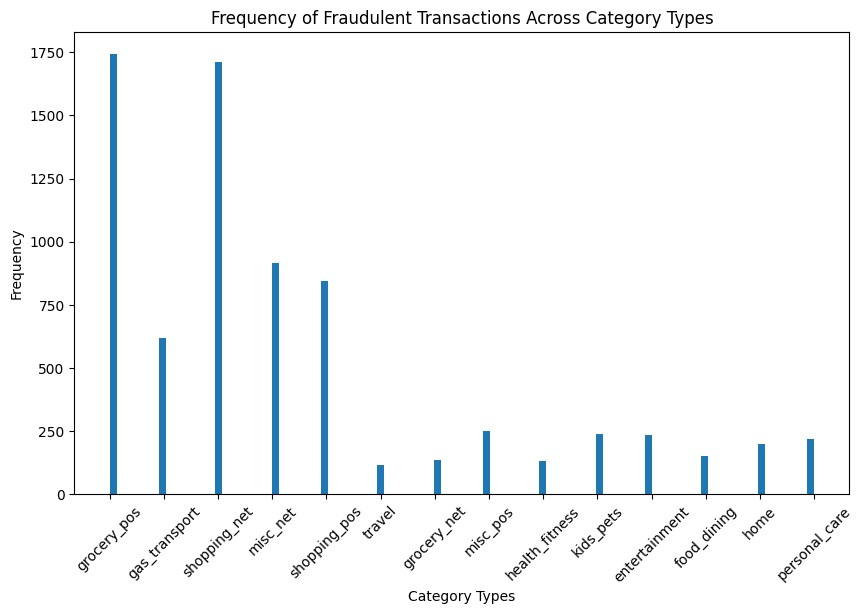 Frequency of Fraudulent Transactions Across Category Types
Frequency
1750
1500
1250
1000
750
500
250
0
grocery_pos
gas_transport
shopping_net
misc_net
shopping_pos
travel
grocery_net
misc_pos
health_fitness
kids_pets
entertainment
food_dining
home
personal_care
Category Types